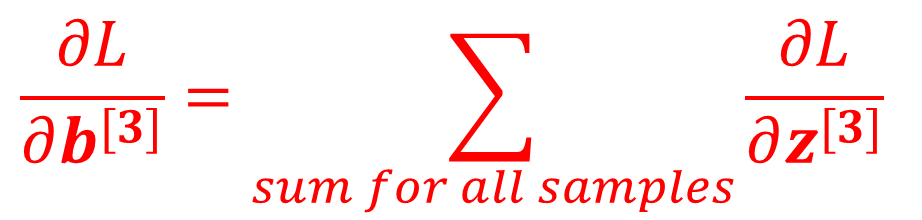 ∂L/∂b^[3] = ∑ ∂L/∂z^[3]
sum for all samples